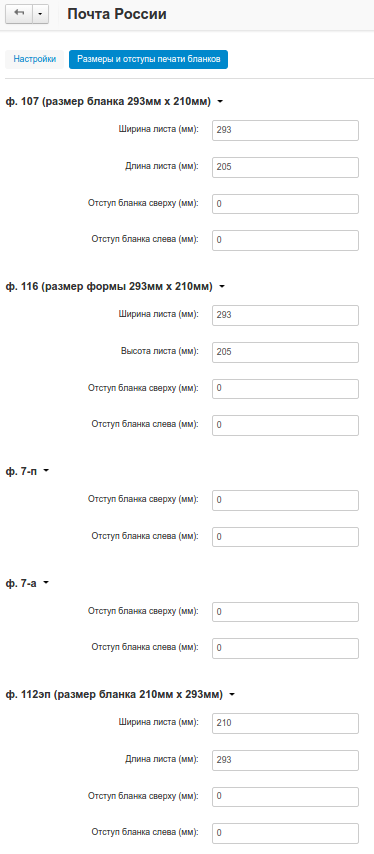 Почта России
Настройки
Размеры и отступы печати бланков
ф. 107 (размер бланка 293мм x 210мм)
Ширина листа (мм): 293
Длина листа (мм): 205
Отступ бланка сверху (мм): 0
Отступ бланка слева (мм): 0
ф. 116 (размер формы 293мм x 210мм)
Ширина листа (мм): 293
Высота листа (мм): 205
Отступ бланка сверху (мм): 0
Отступ бланка слева (мм): 0
ф. 7-п
Отступ бланка сверху (мм): 0
Отступ бланка слева (мм): 0
ф. 7-а
Отступ бланка сверху (мм): 0
Отступ бланка слева (мм): 0
ф. 112эп (размер бланка 210мм x 293мм)
Ширина листа (мм): 210
Длина листа (мм): 293
Отступ бланка сверху (мм): 0
Отступ бланка слева (мм): 0